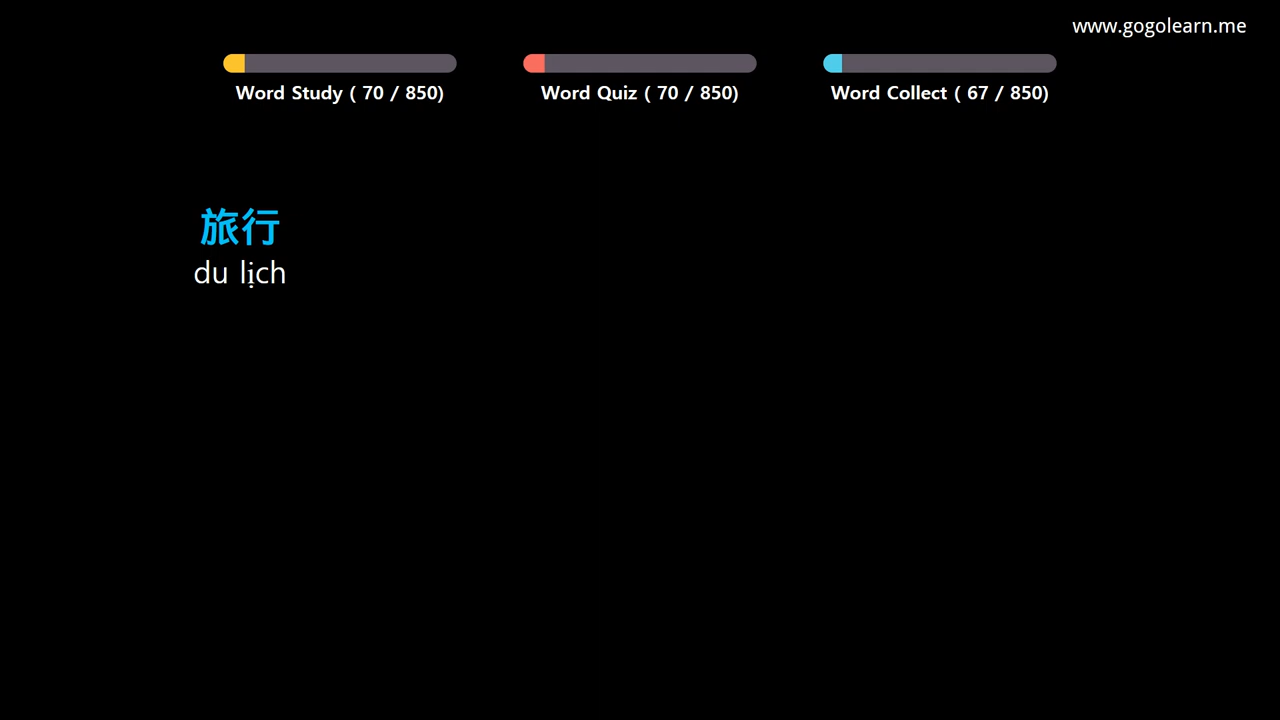 www.gogolearn.me
Word Study ( 70 / 850)
Word Quiz ( 70 / 850)
Word Collect ( 67 / 850)
旅行
du lịch